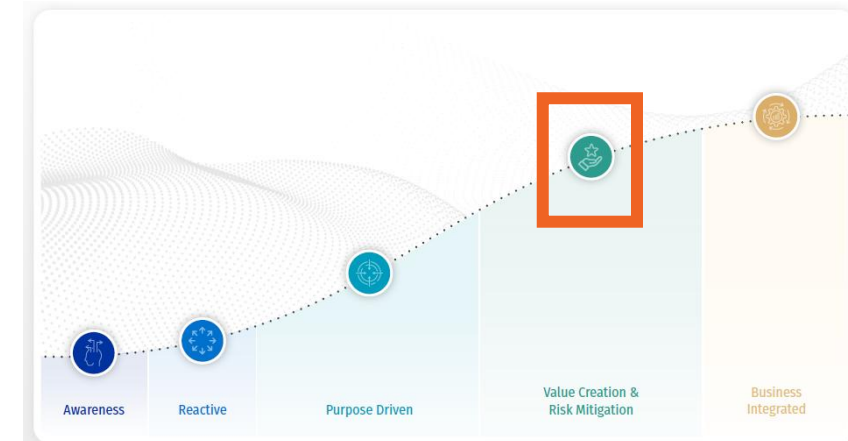 Awareness
Reactive
Purpose Driven
Value Creation &
Risk Mitigation
Business
Integrated